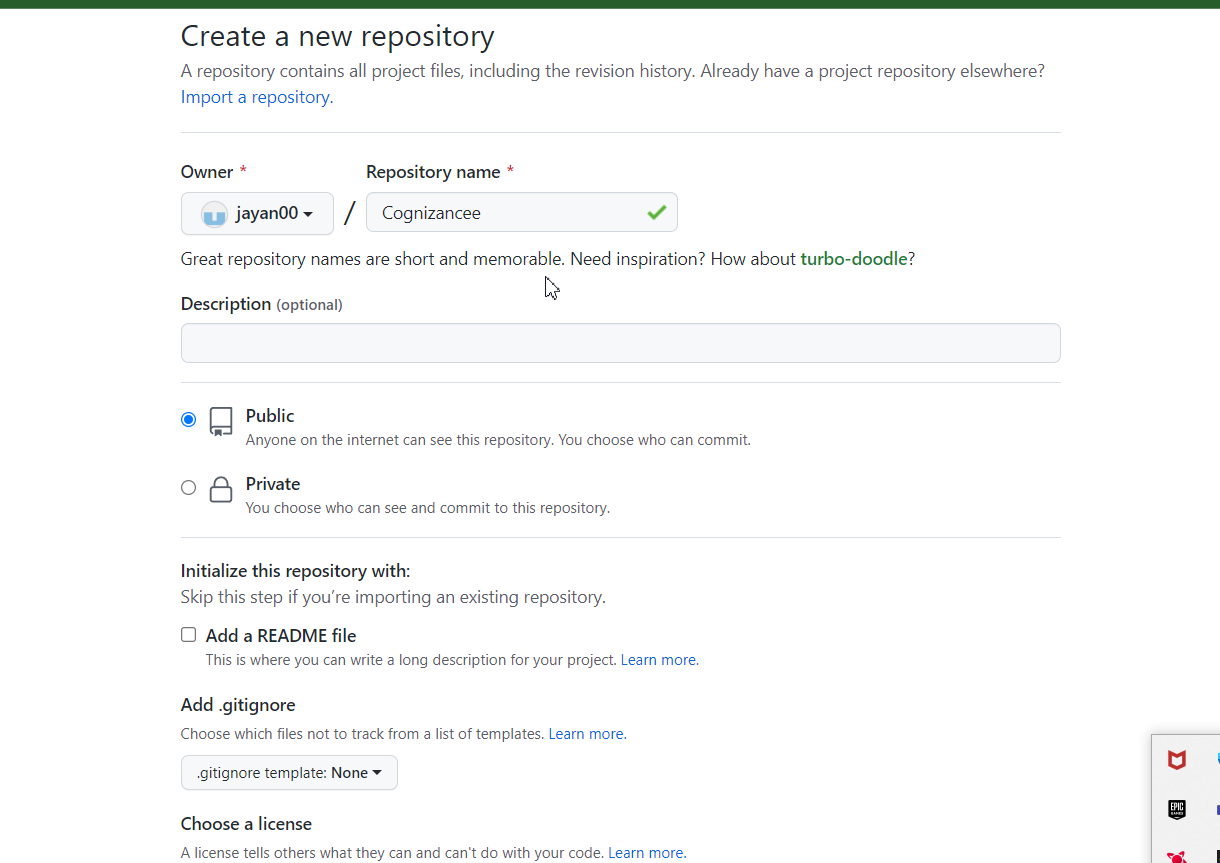 Create a new repository
A repository contains all project files, including the revision history. Already have a project repository elsewhere?
Import a repository.
Owner * Repository name *
jayan00 / Cognizancee
Great repository names are short and memorable. Need inspiration? How about turbo-doodle?
Description (optional)
Public
Anyone on the internet can see this repository. You choose who can commit.
Private
You choose who can see and commit to this repository.
Initialize this repository with:
Skip this step if you’re importing an existing repository.
Add a README file
This is where you can write a long description for your project. Learn more.
Add .gitignore
Choose which files not to track from a list of templates. Learn more.
.gitignore template: None
Choose a license
A license tells others what they can and can't do with your code. Learn more.
EPIC
GAMES